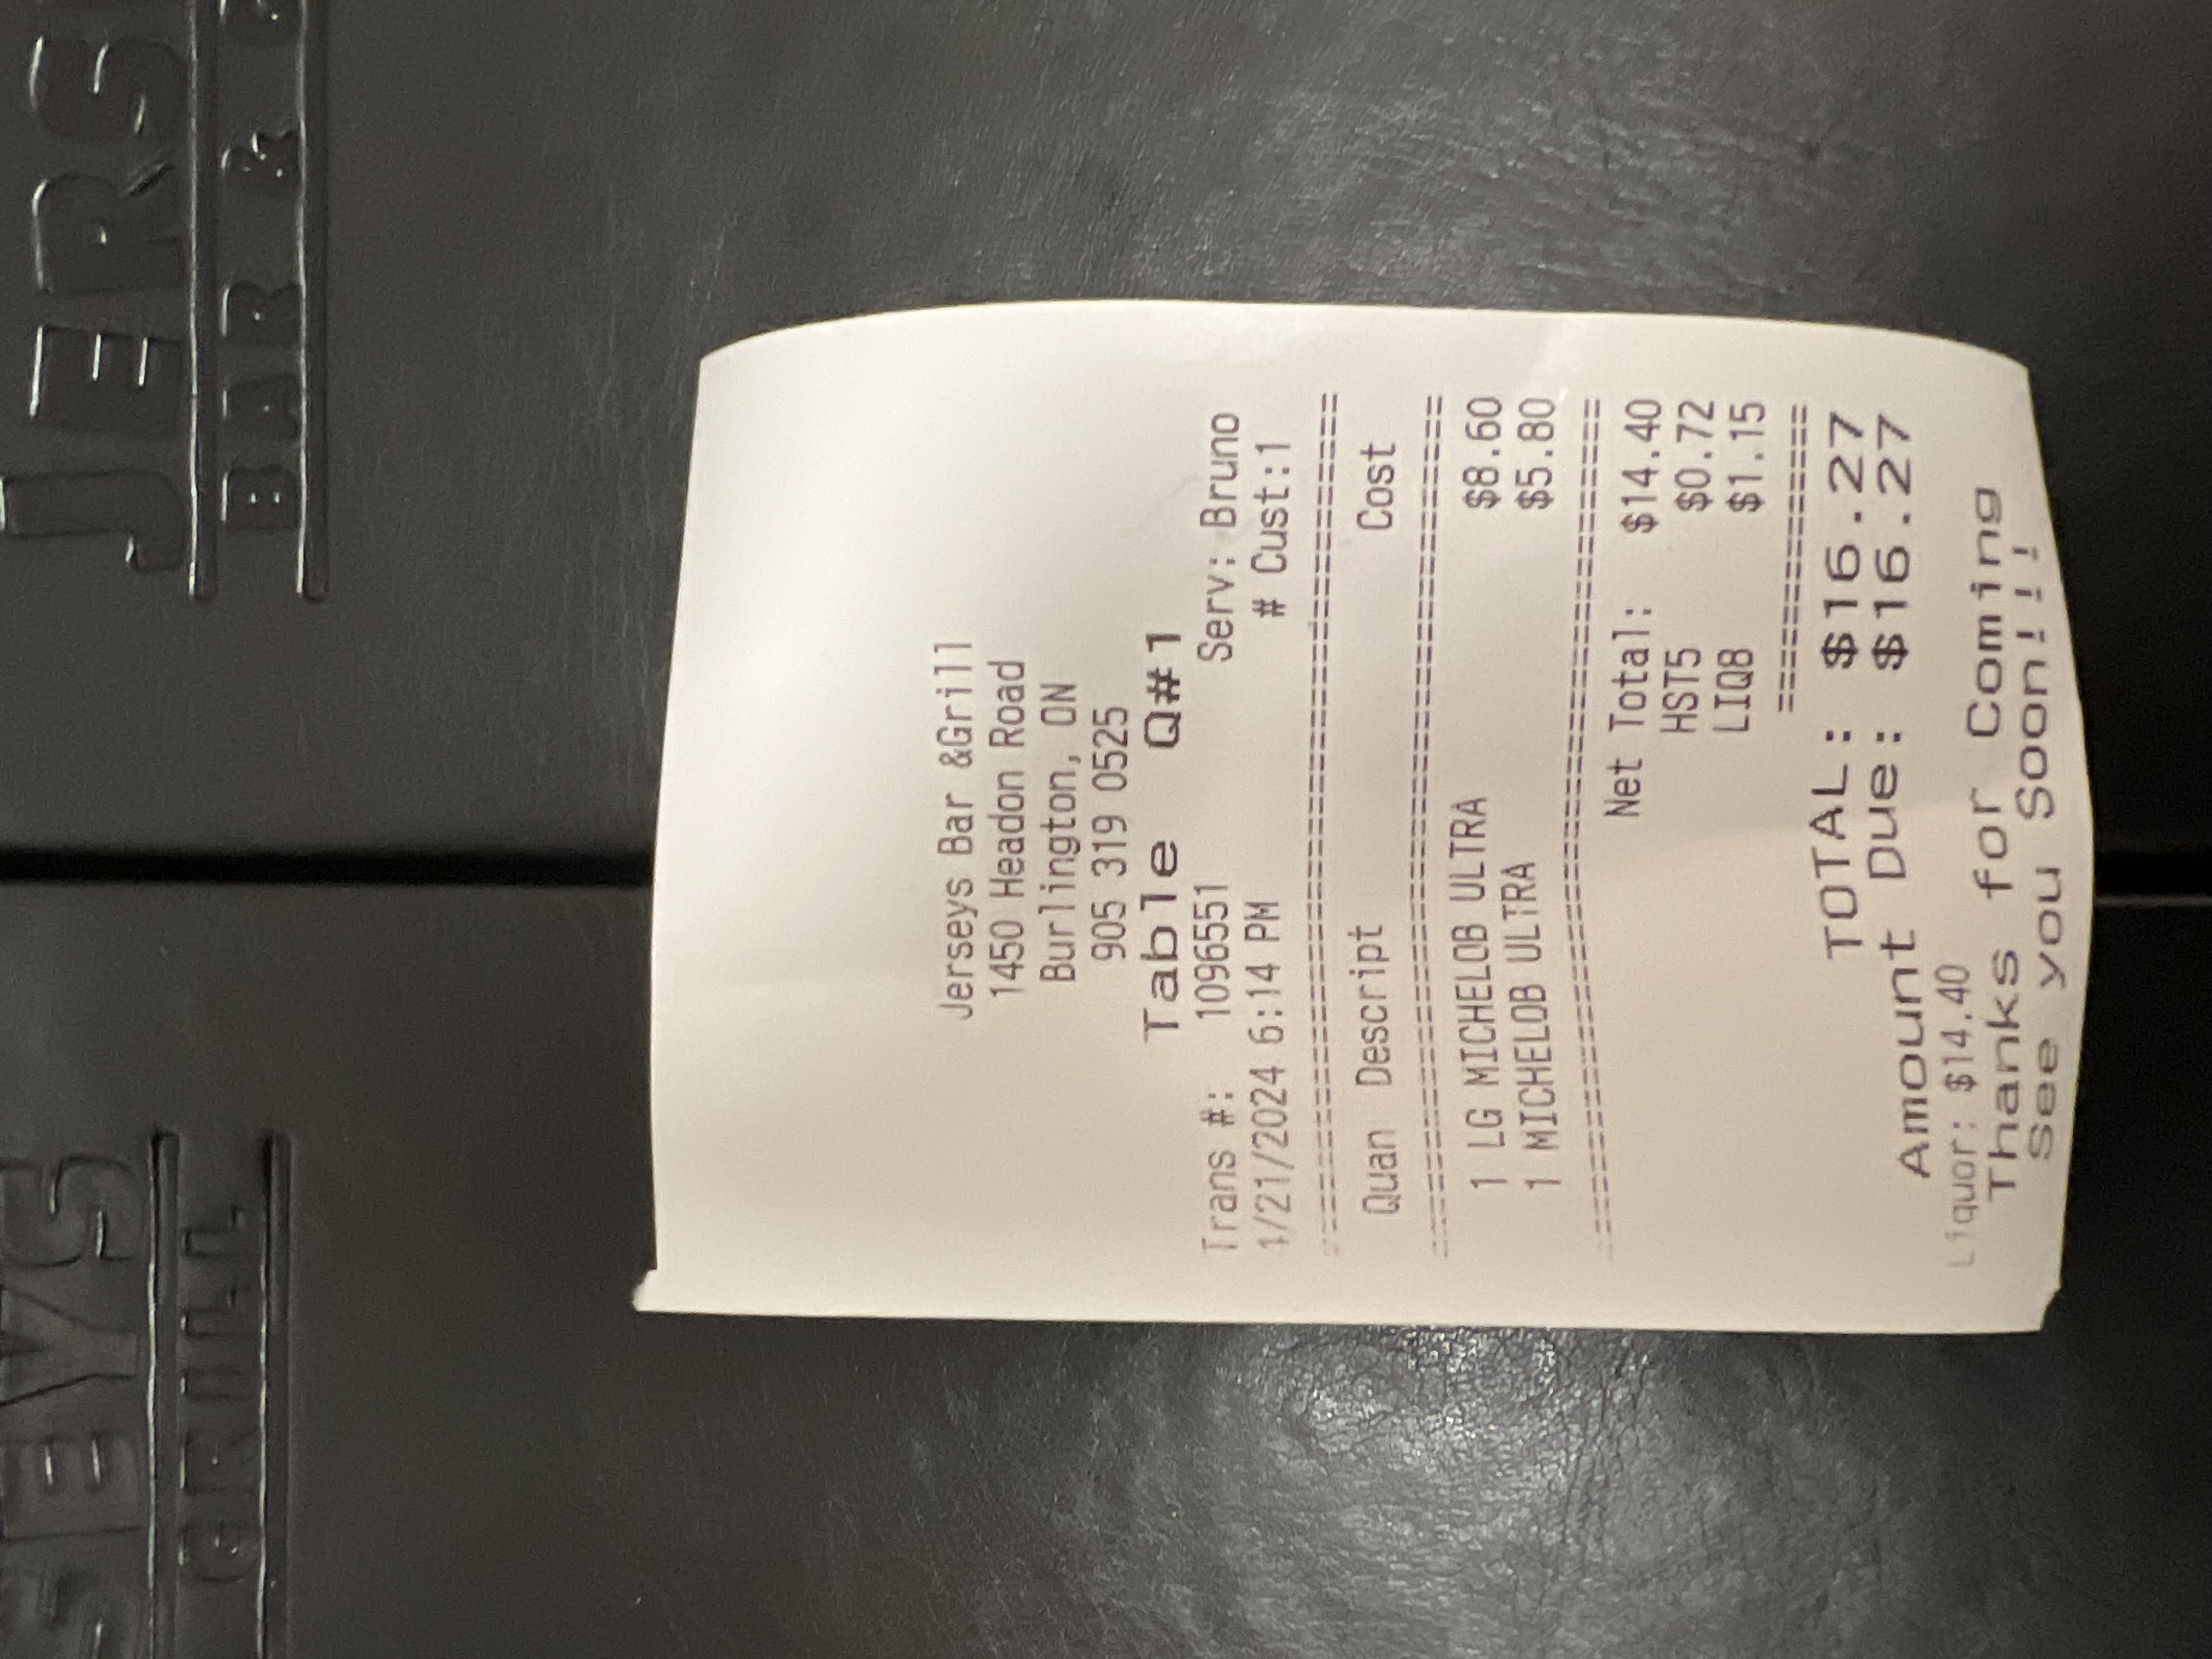 SEYS
GRILL
JERS
BAR &
Jerseys Bar &Grill
1450 Headon Road
Burlington, ON
905 319 0525
Table Q#1
Trans #: 1096551 Serv: Bruno
1/21/2024 6:14 PM # Cust:1
Quan Descript Cost
1 LG MICHELOB ULTRA $8.60
1 MICHELOB ULTRA $5.80
Net Total: $14.40
HST5 $0.72
LIQ8 $1.15
TOTAL: $16.27
Amount Due: $16.27
Liquor: $14.40
Thanks for Coming
See you Soon!!!